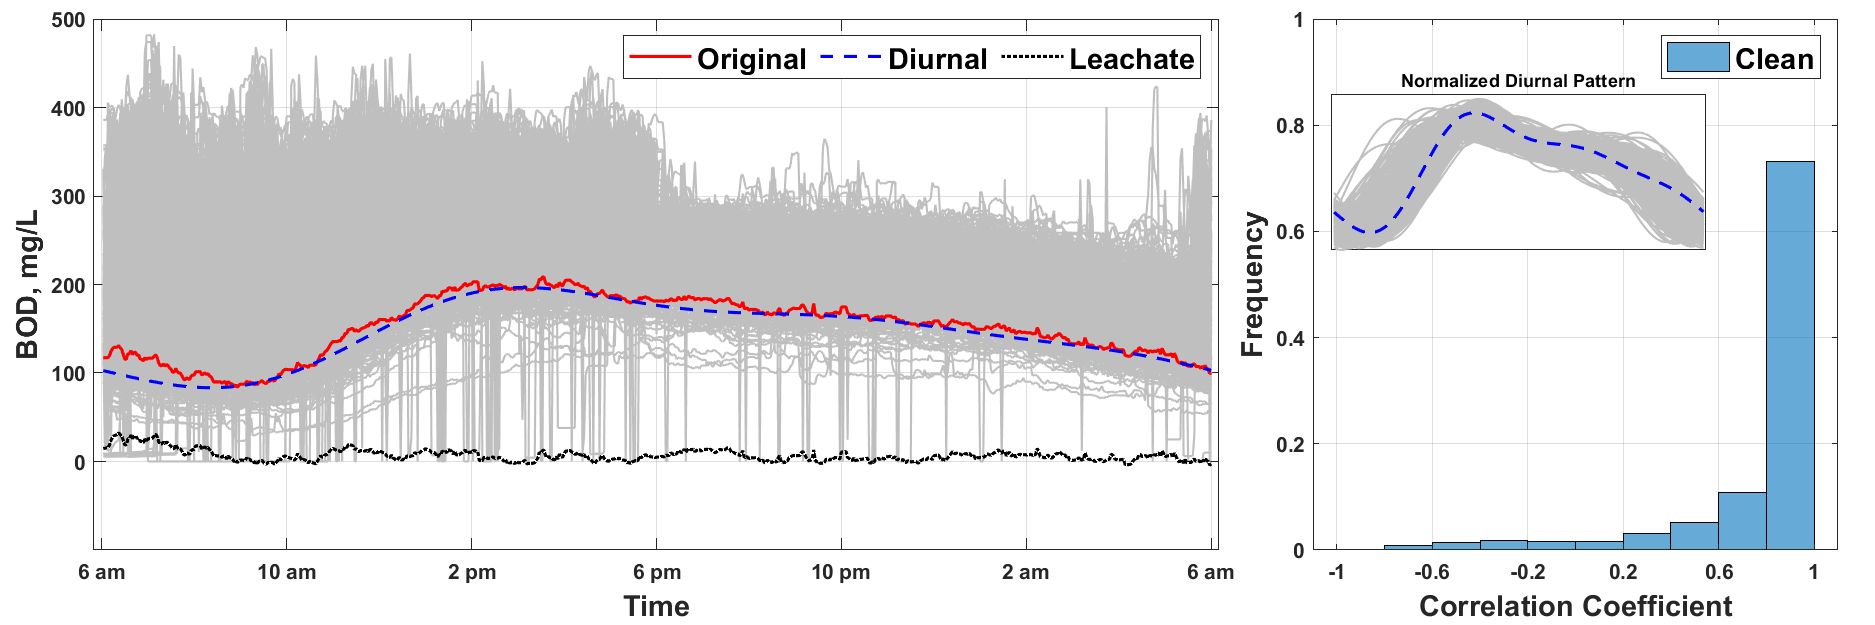 500
400
300
200
100
0
BOD, mg/L
Original Diurnal Leachate
6 am 10 am 2 pm 6 pm 10 pm 2 am 6 am
Time
1
0.8
0.6
0.4
0.2
0
Frequency
Clean
Normalized Diurnal Pattern
-1 -0.6 -0.2 0.2 0.6 1
Correlation Coefficient